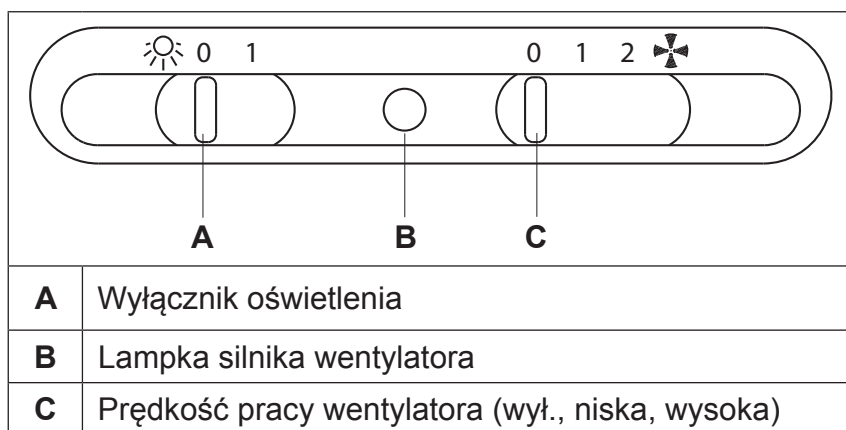 0 1 0 1 2
A B C
A Wyłącznik oświetlenia
B Lampka silnika wentylatora
C Prędkość pracy wentylatora (wył., niska, wysoka)